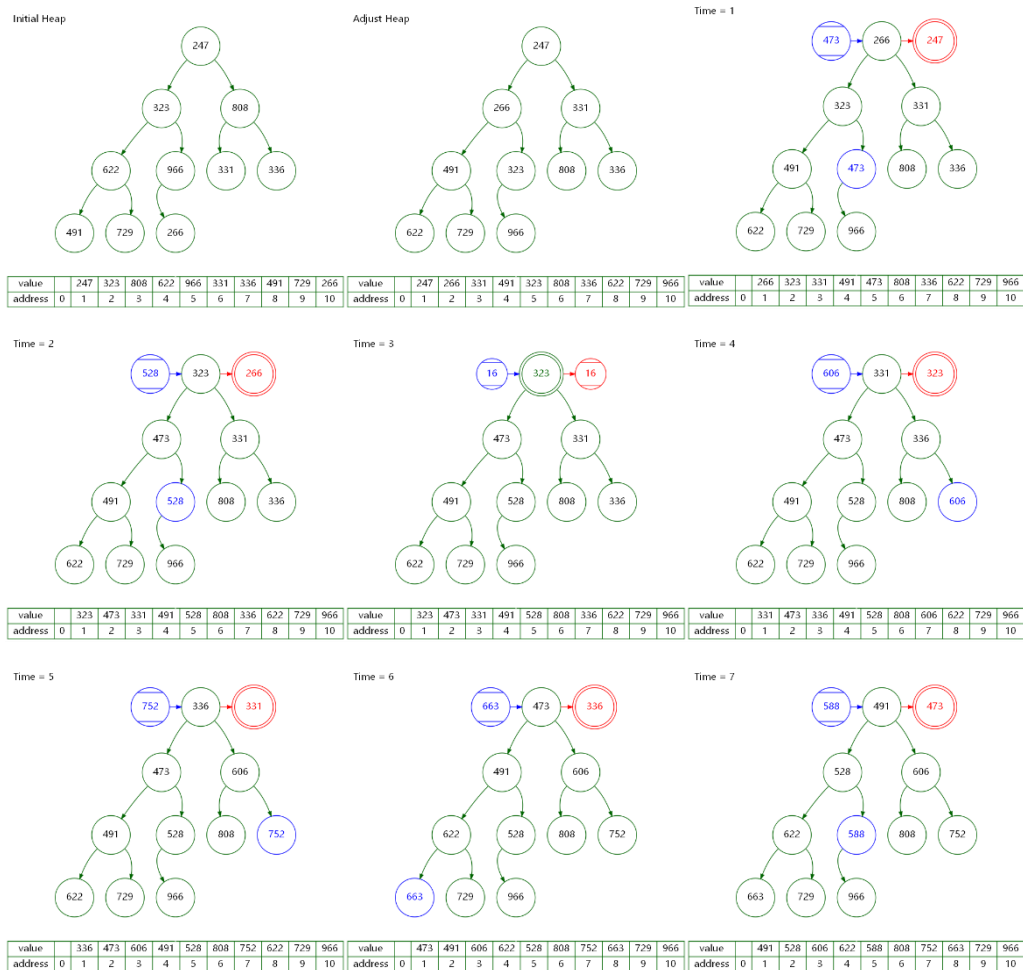 Initial Heap
247
323 808
622 966 331 336
491 729 266
value 247 323 808 622 966 331 336 491 729 266
address 0 1 2 3 4 5 6 7 8 9 10
Adjust Heap
247
266 331
491 323 808 336
622 729 966
value 247 266 331 491 323 808 336 622 729 966
address 0 1 2 3 4 5 6 7 8 9 10
Time = 1
473 266 247
323 331
491 473 808 336
622 729 966
value 266 323 331 491 473 808 336 622 729 966
address 0 1 2 3 4 5 6 7 8 9 10
Time = 2
528 323 266
473 331
491 528 808 336
622 729 966
value 323 473 331 491 528 808 336 622 729 966
address 0 1 2 3 4 5 6 7 8 9 10
Time = 3
16 323 16
473 331
491 528 808 336
622 729 966
value 323 473 331 491 528 808 336 622 729 966
address 0 1 2 3 4 5 6 7 8 9 10
Time = 4
606 331 323
473 336
491 528 808 606
622 729 966
value 331 473 336 491 528 808 606 622 729 966
address 0 1 2 3 4 5 6 7 8 9 10
Time = 5
752 336 331
473 606
491 528 808 752
622 729 966
value 336 473 606 491 528 808 752 622 729 966
address 0 1 2 3 4 5 6 7 8 9 10
Time = 6
663 473 336
491 606
622 528 808 752
663 729 966
value 473 491 606 622 528 808 752 663 729 966
address 0 1 2 3 4 5 6 7 8 9 10
Time = 7
588 491 473
528 606
622 588 808 752
663 729 966
value 491 528 606 622 588 808 752 663 729 966
address 0 1 2 3 4 5 6 7 8 9 10